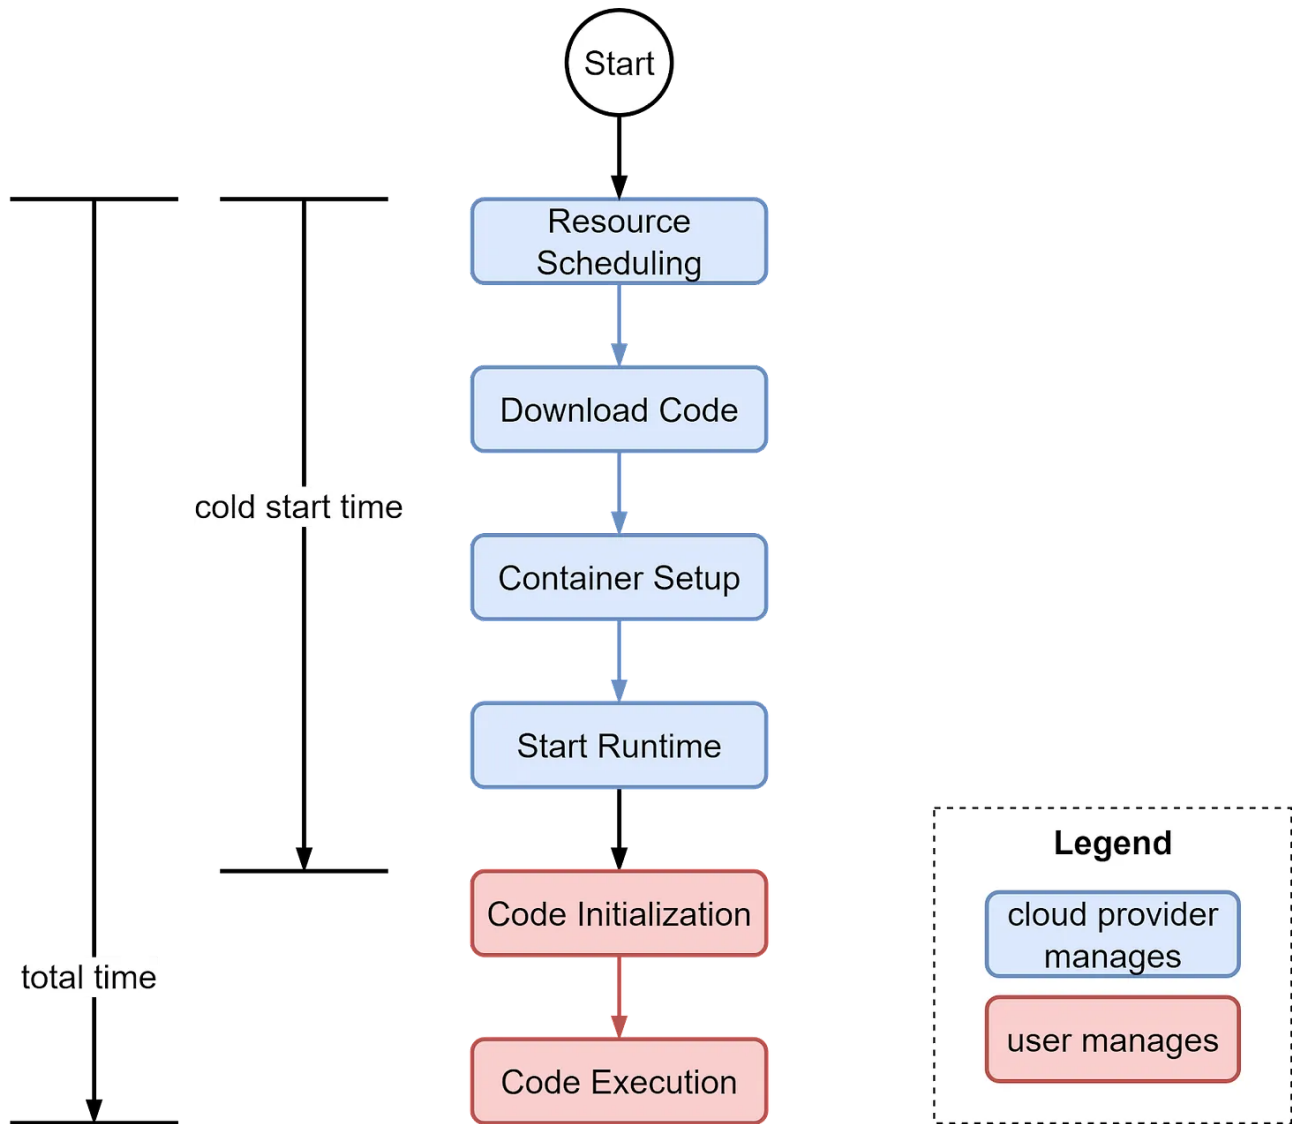 Start
Resource
Scheduling
Download Code
cold start time
Container Setup
Start Runtime
Code Initialization
total time
Code Execution
Legend
cloud provider
manages
user manages